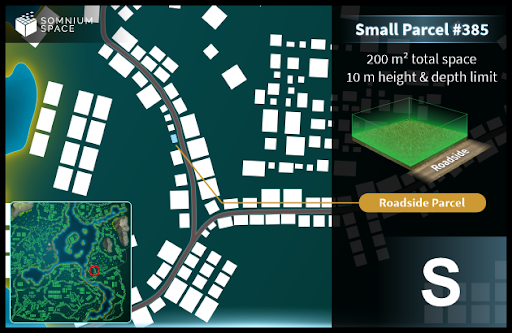 SOMNIUM
SPACE
Small Parcel #385
200 m² total space
10 m height & depth limit
Roadside
Roadside Parcel
S